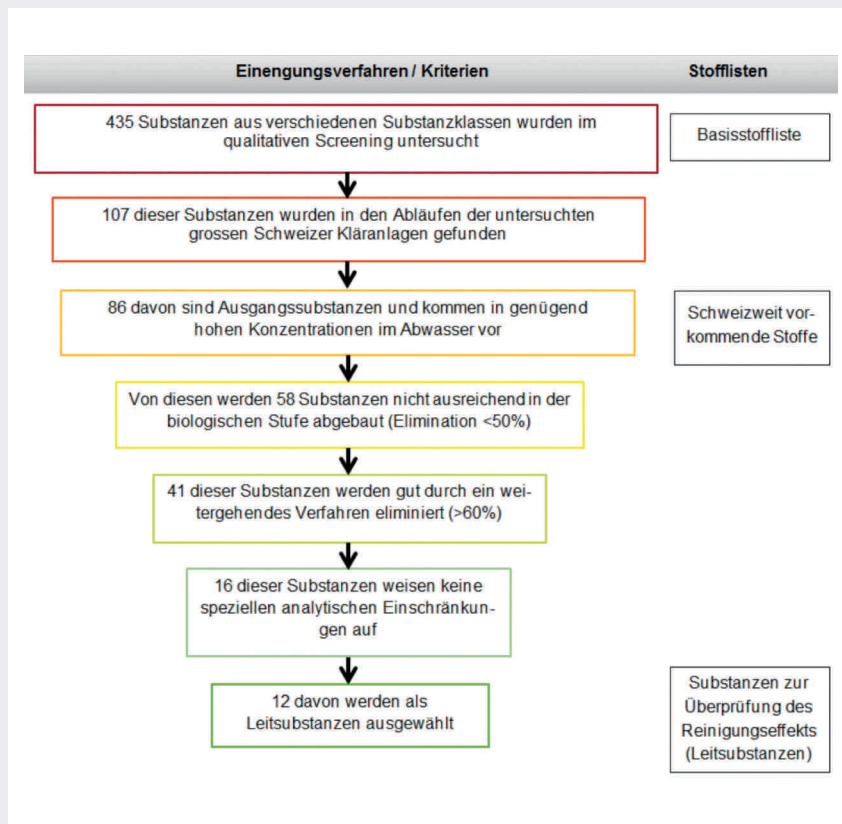 Einengungsverfahren / Kriterien
Stofflisten
435 Substanzen aus verschiedenen Substanzklassen wurden im
qualitativen Screening untersucht
Basisstoffliste
107 dieser Substanzen wurden in den Abläufen der untersuchten
grossen Schweizer Kläranlagen gefunden
86 davon sind Ausgangssubstanzen und kommen in genügend
hohen Konzentrationen im Abwasser vor
Schweizweit vor-
kommende Stoffe
Von diesen werden 58 Substanzen nicht ausreichend in der
biologischen Stufe abgebaut (Elimination <50%)
41 dieser Substanzen werden gut durch ein wei-
tergehendes Verfahren eliminiert (>60%)
16 dieser Substanzen weisen keine
speziellen analytischen Einschränkun-
gen auf
12 davon werden als
Leitsubstanzen ausgewählt
Substanzen zur
Überprüfung des
Reinigungseffekts
(Leitsubstanzen)